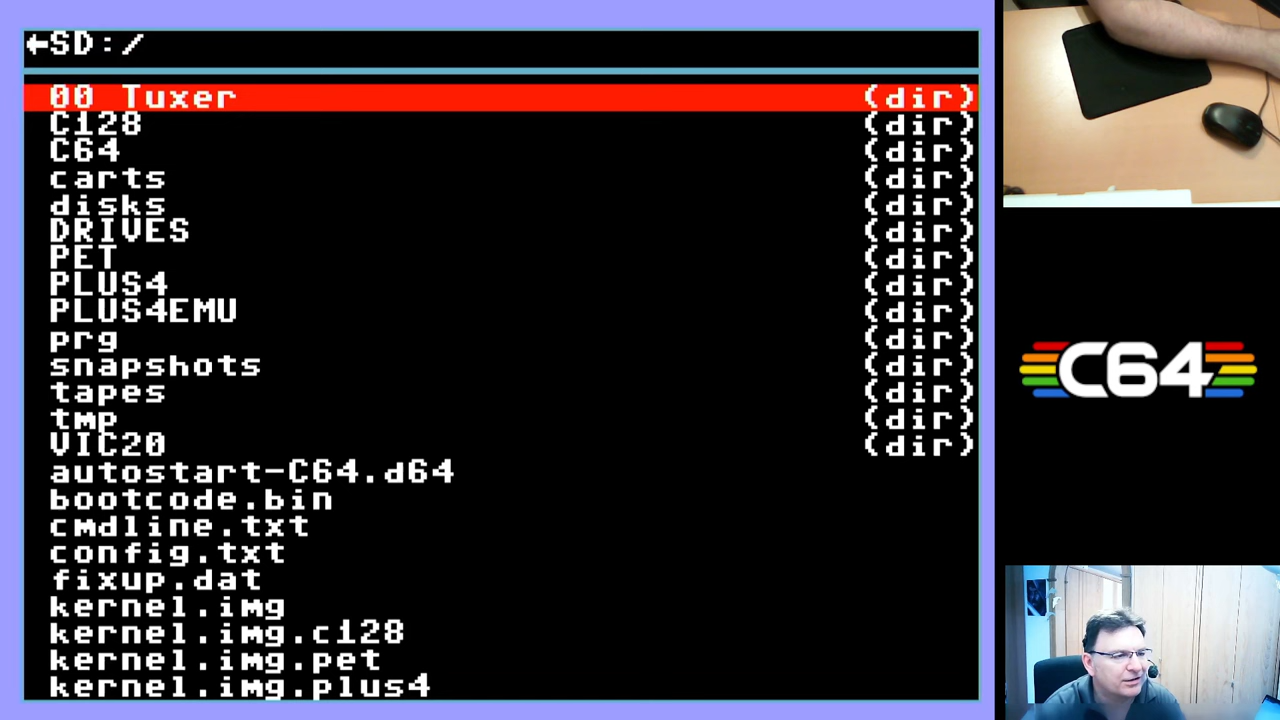 ←SD:/
00 Tuxer (dir)
C128 (dir)
C64 (dir)
carts (dir)
disks (dir)
DRIVES (dir)
PET (dir)
PLUS4 (dir)
PLUS4EMU (dir)
prg (dir)
snapshots (dir)
tapes (dir)
tmp (dir)
VIC20 (dir)
autostart-C64.d64
bootcode.bin
cmdline.txt
config.txt
fixup.dat
kernel.img
kernel.img.c128
kernel.img.pet
kernel.img.plus4
C64